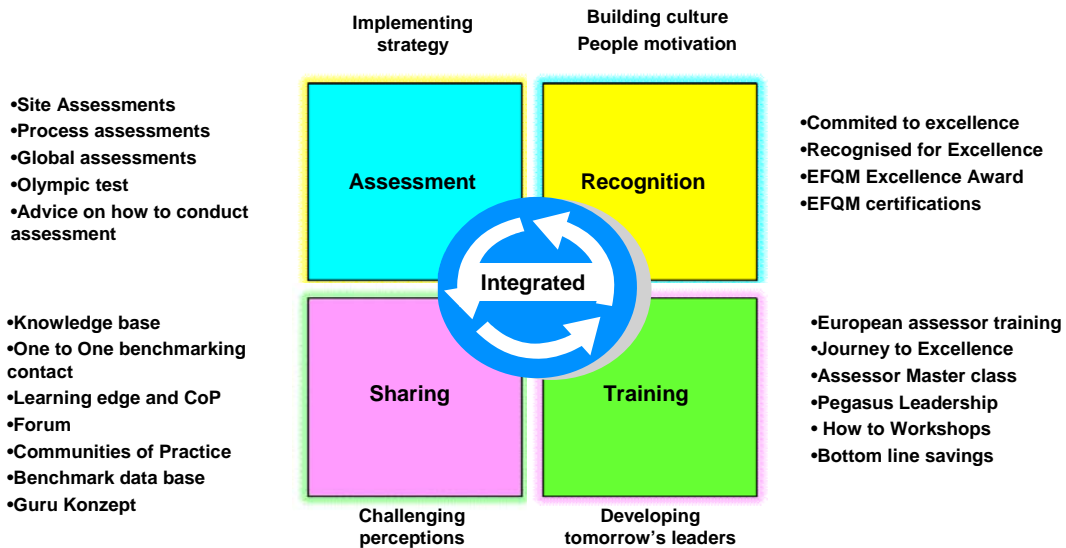 Implementing
strategy
Building culture
People motivation
•Site Assessments
•Process assessments
•Global assessments
•Olympic test
•Advice on how to conduct
assessment
Assessment
Recognition
•Commited to excellence
•Recognised for Excellence
•EFQM Excellence Award
•EFQM certifications
Integrated
•Knowledge base
•One to One benchmarking
contact
•Learning edge and CoP
•Forum
•Communities of Practice
•Benchmark data base
•Guru Konzept
Sharing
Training
•European assessor training
•Journey to Excellence
•Assessor Master class
•Pegasus Leadership
• How to Workshops
•Bottom line savings
Challenging
perceptions
Developing
tomorrow's leaders